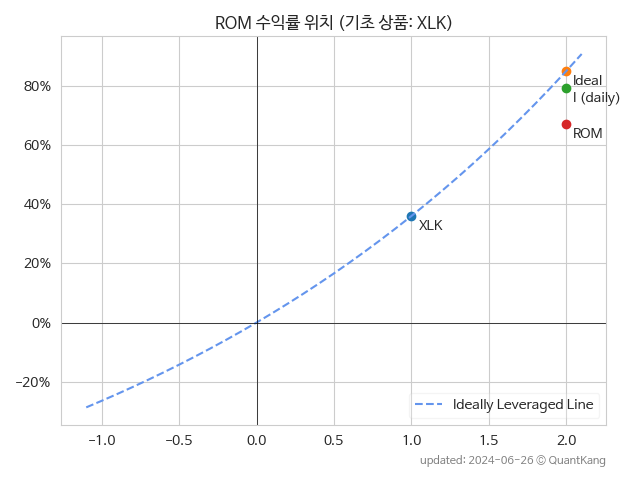 ROM 수익률 위치 (기초 상품: XLK)
80%
60%
40%
20%
0%
−20%
Ideal
I (daily)
ROM
XLK
Ideally Leveraged Line
−1.0
−0.5
0.0
0.5
1.0
1.5
2.0
updated: 2024-06-26 © QuantKang